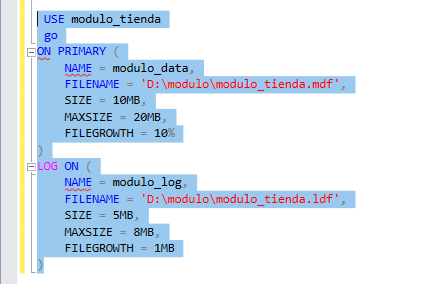 USE modulo_tienda
go
ON PRIMARY (
NAME = modulo_data,
FILENAME = 'D:\modulo\modulo_tienda.mdf',
SIZE = 10MB,
MAXSIZE = 20MB,
FILEGROWTH = 10%
)
LOG ON (
NAME = modulo_log,
FILENAME = 'D:\modulo\modulo_tienda.ldf',
SIZE = 5MB,
MAXSIZE = 8MB,
FILEGROWTH = 1MB
)